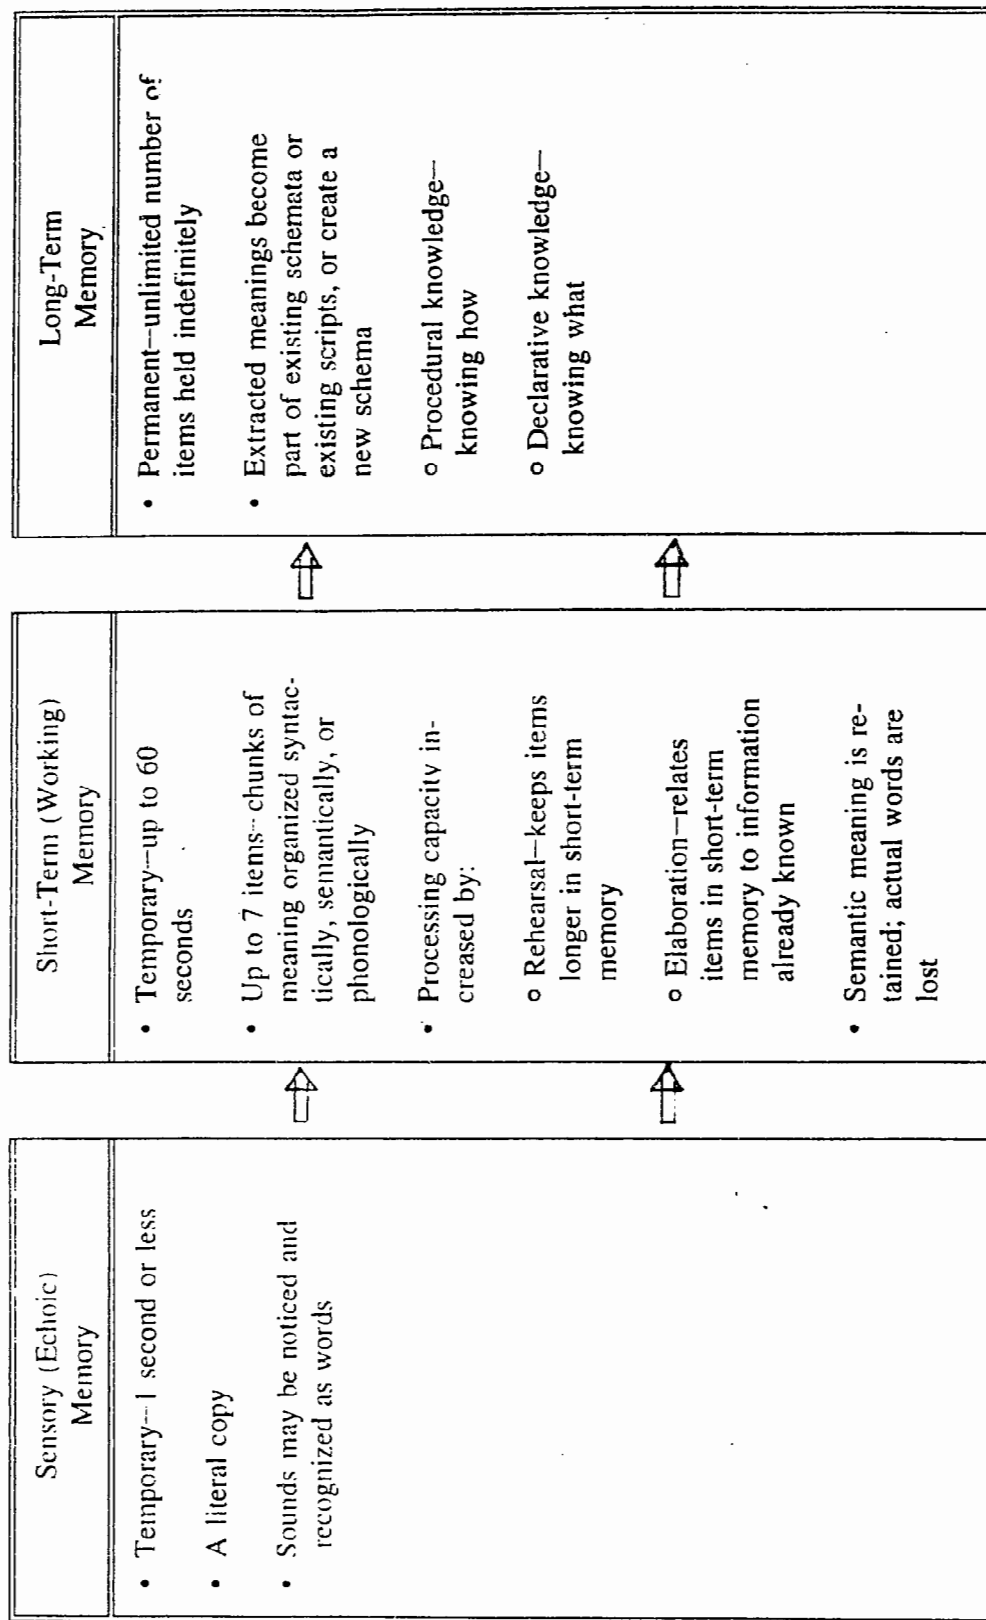 Sensory (Echoic)
Memory
• Temporary--1 second or less
• A literal copy
• Sounds may be noticed and
recognized as words
Short-Term (Working)
Memory
• Temporary—up to 60
seconds
• Up to 7 items--chunks of
meaning organized syntac-
tically, semantically, or
phonologically
• Processing capacity in-
creased by:
o Rehearsal—keeps items
longer in short-term
memory
o Elaboration—relates
items in short-term
memory to information
already known
• Semantic meaning is re-
tained; actual words are
lost
Long-Term
Memory
• Permanent—unlimited number of
items held indefinitely
• Extracted meanings become
part of existing schemata or
existing scripts, or create a
new schema
o Procedural knowledge—
knowing how
o Declarative knowledge—
knowing what